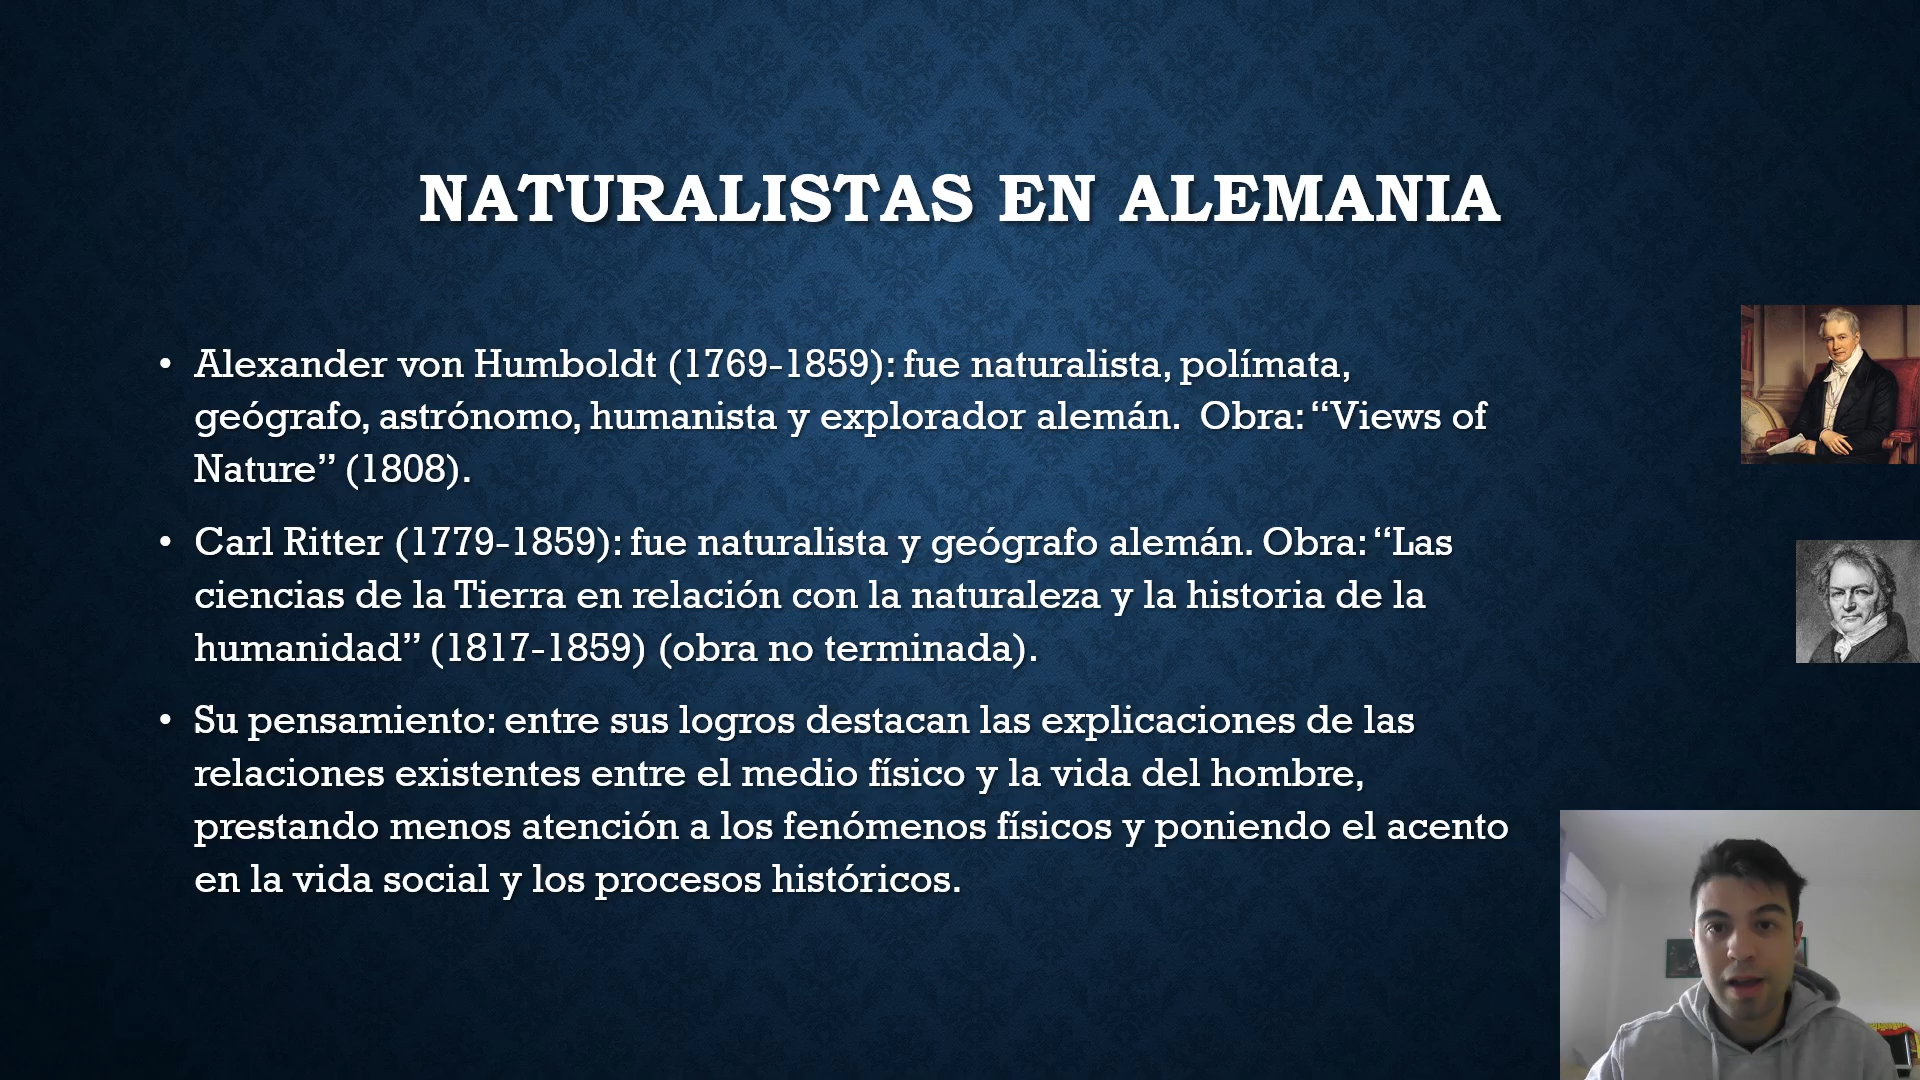 NATURALISTAS EN ALEMANIA
• Alexander von Humboldt (1769-1859): fue naturalista, polímata,
geógrafo, astrónomo, humanista y explorador alemán.  Obra: “Views of
Nature” (1808).
• Carl Ritter (1779-1859): fue naturalista y geógrafo alemán. Obra: “Las
ciencias de la Tierra en relación con la naturaleza y la historia de la
humanidad” (1817-1859) (obra no terminada).
• Su pensamiento: entre sus logros destacan las explicaciones de las
relaciones existentes entre el medio físico y la vida del hombre,
prestando menos atención a los fenómenos físicos y poniendo el acento
en la vida social y los procesos históricos.